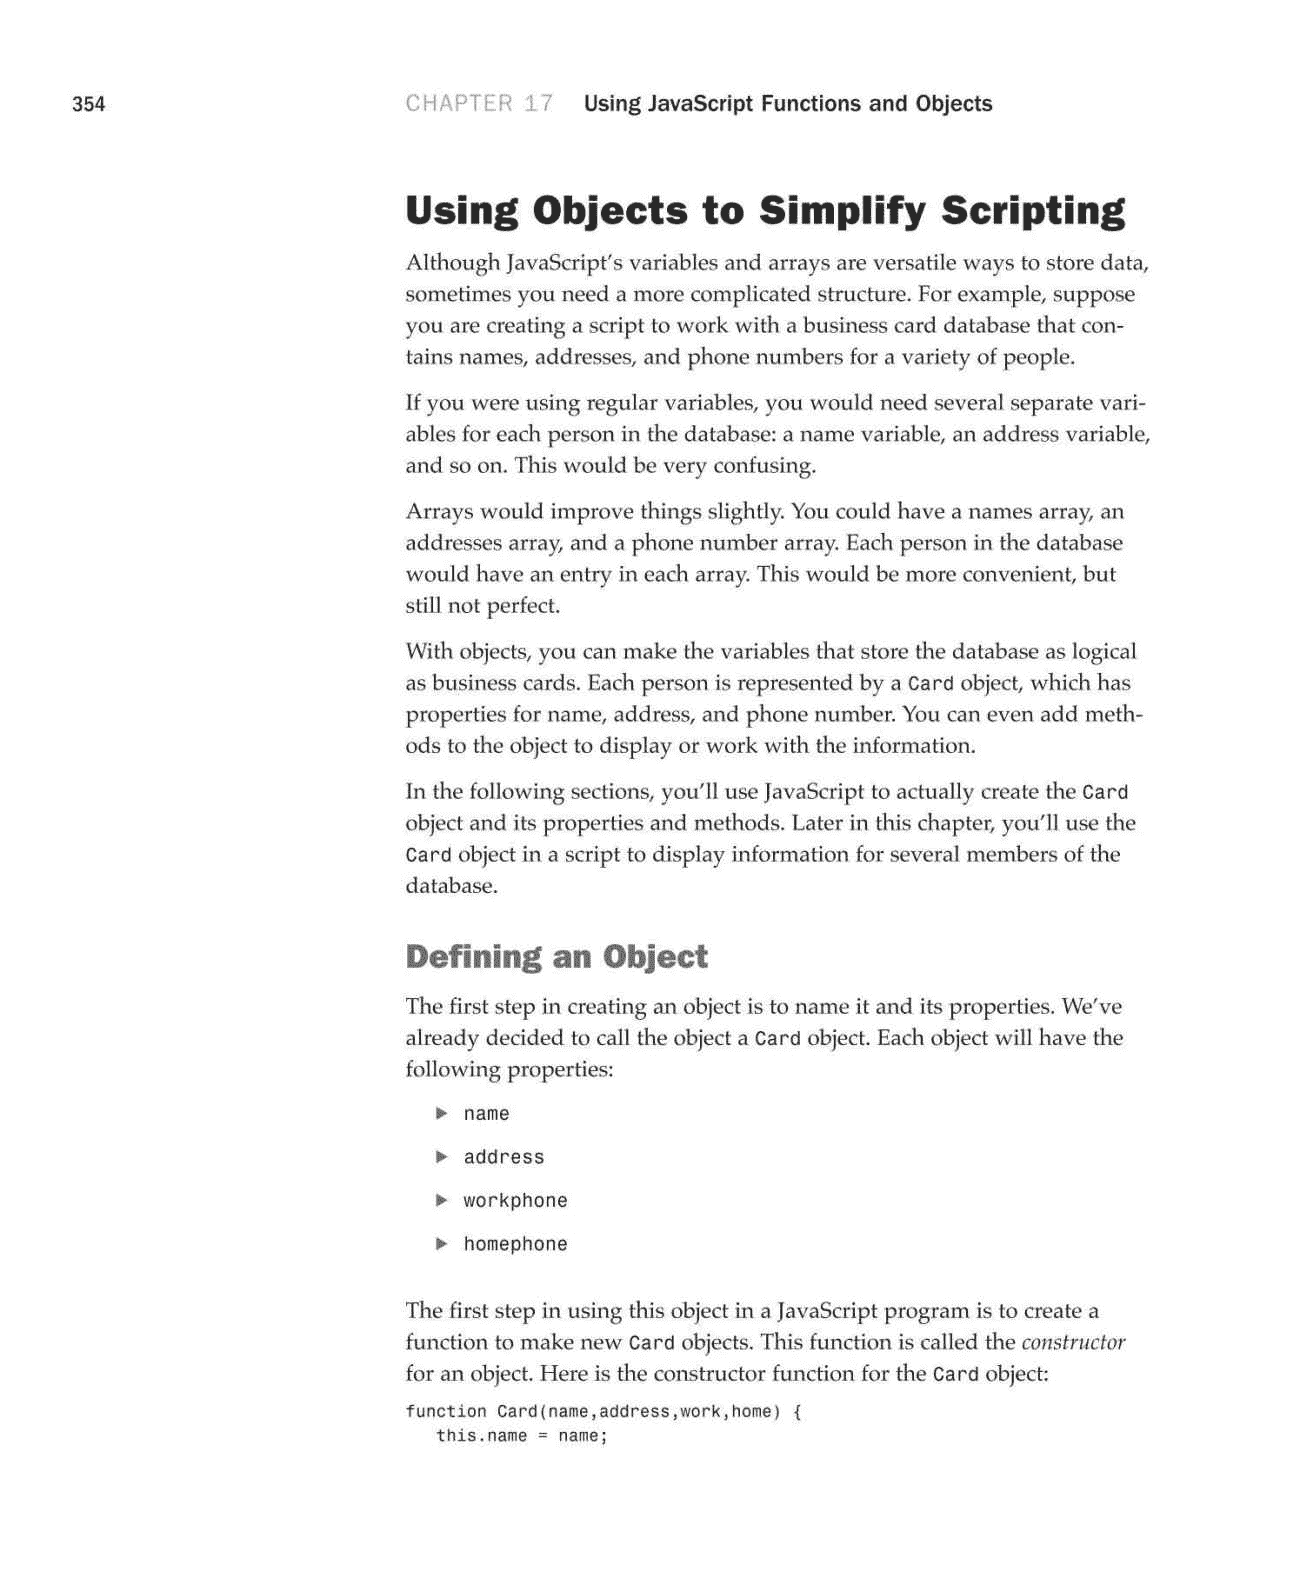 354
CHAPTER 17 Using JavaScript Functions and Objects
Using Objects to Simplify Scripting
Although JavaScript's variables and arrays are versatile ways to store data,
sometimes you need a more complicated structure. For example, suppose
you are creating a script to work with a business card database that con-
tains names, addresses, and phone numbers for a variety of people.
If you were using regular variables, you would need several separate vari-
ables for each person in the database: a name variable, an address variable,
and so on. This would be very confusing.
Arrays would improve things slightly. You could have a names array, an
addresses array, and a phone number array. Each person in the database
would have an entry in each array. This would be more convenient, but
still not perfect.
With objects, you can make the variables that store the database as logical
as business cards. Each person is represented by a Card object, which has
properties for name, address, and phone number. You can even add meth-
ods to the object to display or work with the information.
In the following sections, you'll use JavaScript to actually create the Card
object and its properties and methods. Later in this chapter, you'll use the
Card object in a script to display information for several members of the
database.
Defining an Object
The first step in creating an object is to name it and its properties. We've
already decided to call the object a Card object. Each object will have the
following properties:
▶ name
▶ address
▶ workphone
▶ homephone
The first step in using this object in a JavaScript program is to create a
function to make new Card objects. This function is called the constructor
for an object. Here is the constructor function for the Card object:
function Card(name,address,work,home) {
this.name = name;